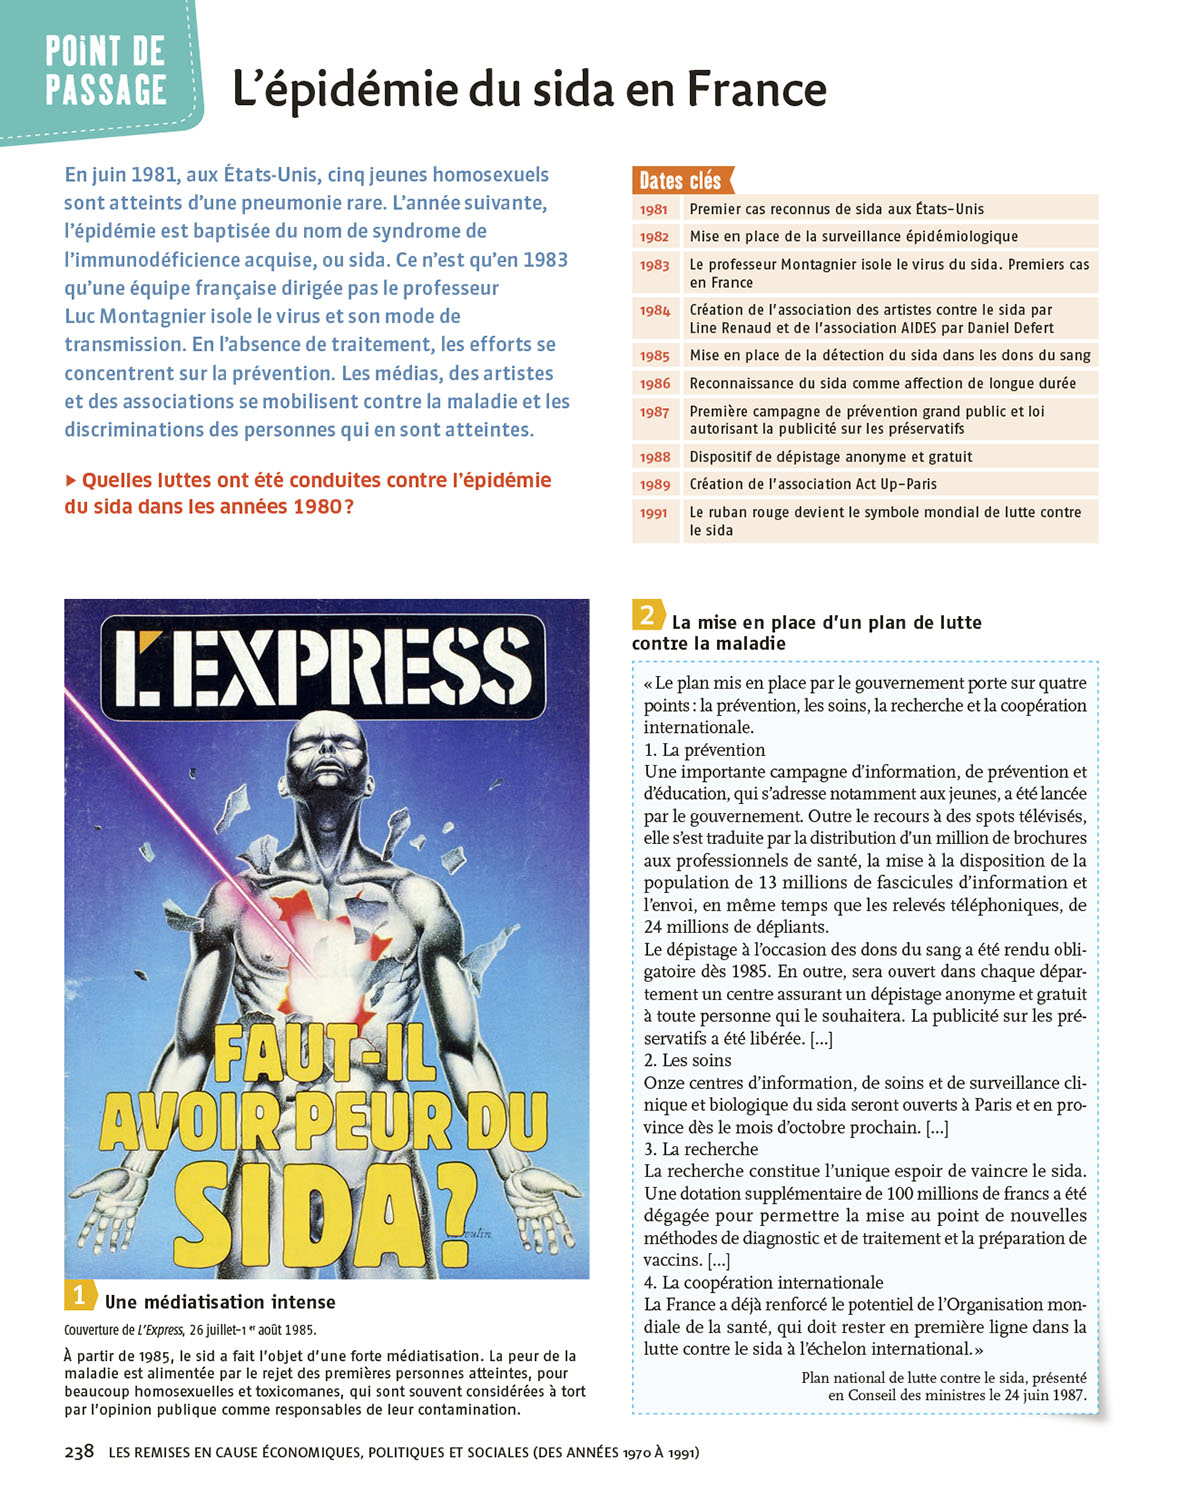 POiNT DE
PASSAGE
L'épidémie du sida en France
En juin 1981, aux États-Unis, cinq jeunes homosexuels
sont atteints d'une pneumonie rare. L'année suivante,
l'épidémie est baptisée du nom de syndrome de
l'immunodéficience acquise, ou sida. Ce n'est qu'en 1983
qu'une équipe française dirigée pas le professeur
Luc Montagnier isole le virus et son mode de
transmission. En l'absence de traitement, les efforts se
concentrent sur la prévention. Les médias, des artistes
et des associations se mobilisent contre la maladie et les
discriminations des personnes qui en sont atteintes.
▸ Quelles luttes ont été conduites contre l'épidémie
du sida dans les années 1980 ?
Dates clés
1981 Premier cas reconnus de sida aux États-Unis
1982 Mise en place de la surveillance épidémiologique
1983 Le professeur Montagnier isole le virus du sida. Premiers cas
en France
1984 Création de l'association des artistes contre le sida par
Line Renaud et de l'association AIDES par Daniel Defert
1985 Mise en place de la détection du sida dans les dons du sang
1986 Reconnaissance du sida comme affection de longue durée
1987 Première campagne de prévention grand public et loi
autorisant la publicité sur les préservatifs
1988 Dispositif de dépistage anonyme et gratuit
1989 Création de l'association Act Up-Paris
1991 Le ruban rouge devient le symbole mondial de lutte contre
le sida
L'EXPRESS
FAUT-IL
AVOIR PEUR DU
SIDA?
1 Une médiatisation intense
Couverture de L'Express, 26 juillet-1er août 1985.
À partir de 1985, le sid a fait l'objet d'une forte médiatisation. La peur de la
maladie est alimentée par le rejet des premières personnes atteintes, pour
beaucoup homosexuelles et toxicomanes, qui sont souvent considérées à tort
par l'opinion publique comme responsables de leur contamination.
2 La mise en place d'un plan de lutte
contre la maladie
« Le plan mis en place par le gouvernement porte sur quatre
points : la prévention, les soins, la recherche et la coopération
internationale.
1. La prévention
Une importante campagne d'information, de prévention et
d'éducation, qui s'adresse notamment aux jeunes, a été lancée
par le gouvernement. Outre le recours à des spots télévisés,
elle s'est traduite par la distribution d'un million de brochures
aux professionnels de santé, la mise à la disposition de la
population de 13 millions de fascicules d'information et
l'envoi, en même temps que les relevés téléphoniques, de
24 millions de dépliants.
Le dépistage à l'occasion des dons du sang a été rendu obli-
gatoire dès 1985. En outre, sera ouvert dans chaque dépar-
tement un centre assurant un dépistage anonyme et gratuit
à toute personne qui le souhaitera. La publicité sur les pré-
servatifs a été libérée. [...]
2. Les soins
Onze centres d'information, de soins et de surveillance cli-
nique et biologique du sida seront ouverts à Paris et en pro-
vince dès le mois d'octobre prochain. [...]
3. La recherche
La recherche constitue l'unique espoir de vaincre le sida.
Une dotation supplémentaire de 100 millions de francs a été
dégagée pour permettre la mise au point de nouvelles
méthodes de diagnostic et de traitement et la préparation de
vaccins. [...]
4. La coopération internationale
La France a déjà renforcé le potentiel de l'Organisation mon-
diale de la santé, qui doit rester en première ligne dans la
lutte contre le sida à l'échelon international. »
Plan national de lutte contre le sida, présenté
en Conseil des ministres le 24 juin 1987.
238 LES REMISES EN CAUSE ÉCONOMIQUES, POLITIQUES ET SOCIALES (DES ANNÉES 1970 À 1991)